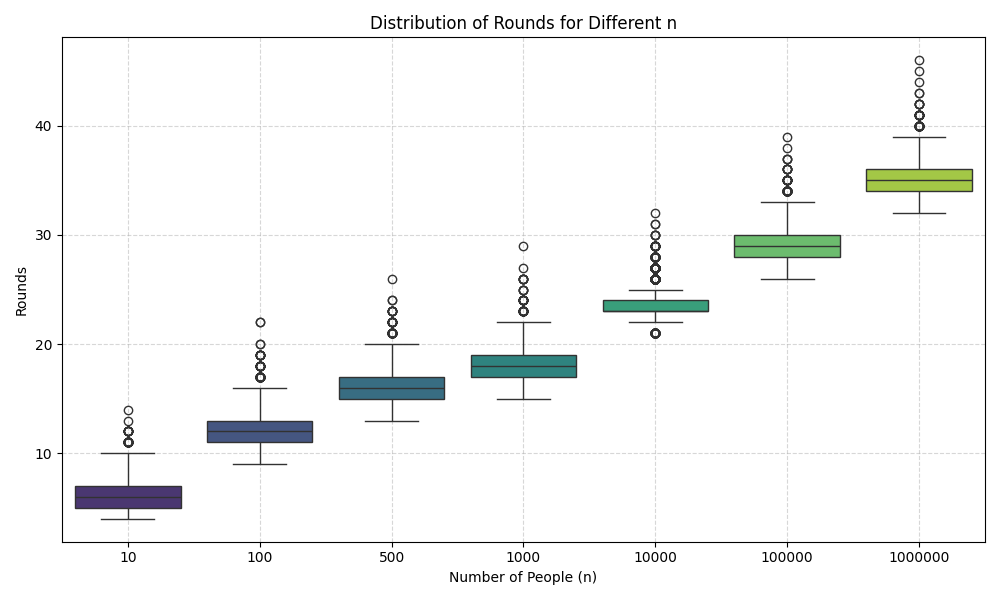 Distribution of Rounds for Different n
Rounds
40
30
20
10
10 100 500 1000 10000 100000 1000000
Number of People (n)